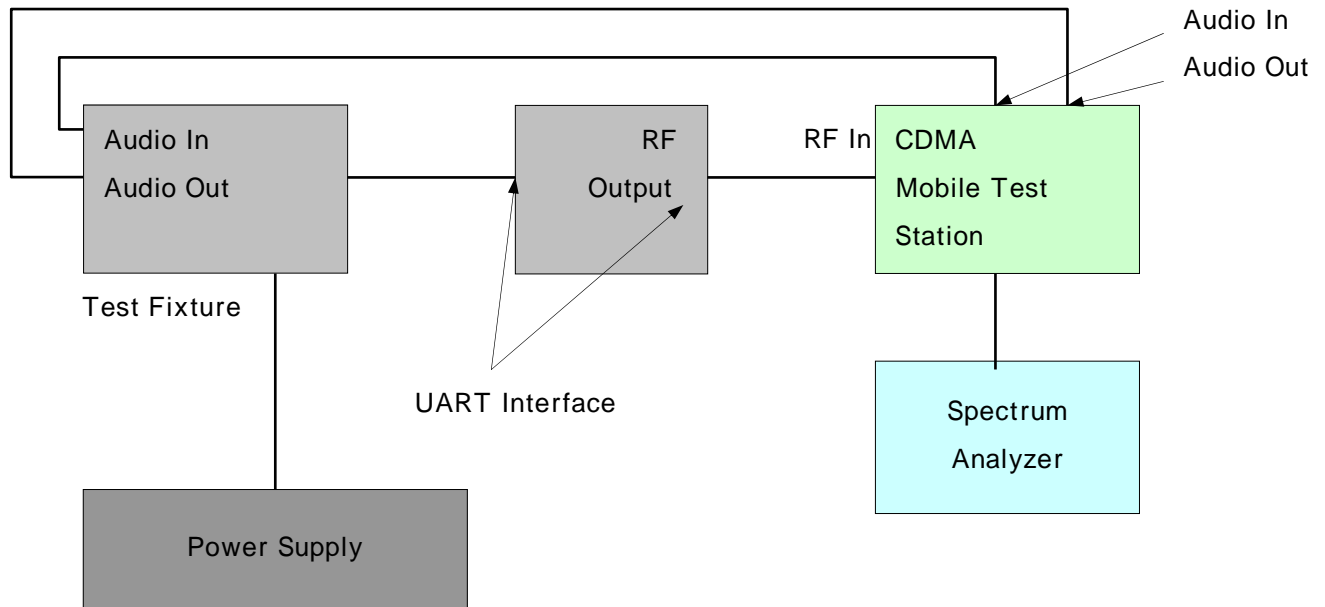 Audio In
Audio Out
Audio In
Audio Out
RF
Output
RF In
CDMA
Mobile Test
Station
Test Fixture
UART Interface
Spectrum
Analyzer
Power Supply